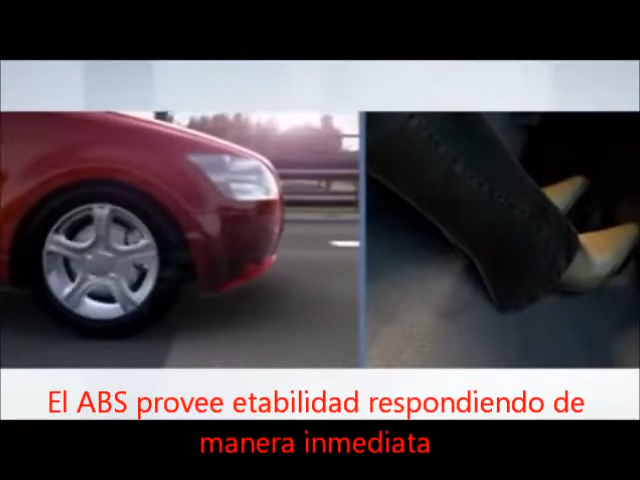 El ABS provee etabilidad respondiendo de
manera inmediata